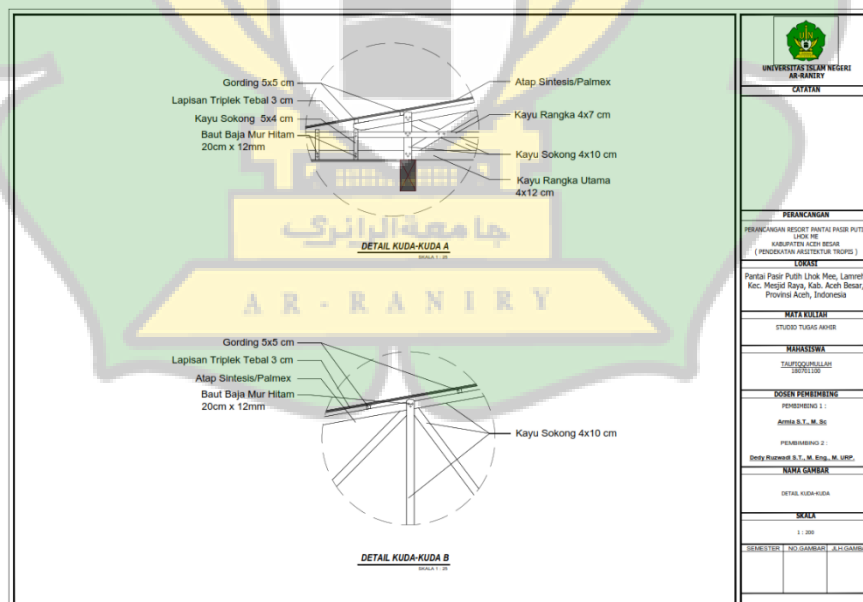 Gording 5x5 cm
Lapisan Triplek Tebal 3 cm
Kayu Sokong 5x4 cm
Baut Baja Mur Hitam
20cm x 12mm
Atap Sintesis/Palmex
Kayu Rangka 4x7 cm
Kayu Sokong 4x10 cm
Kayu Rangka Utama
4x12 cm
جامعة الرانري
DETAIL KUDA-KUDA A
SKALA 1 : 25
AR-RANIRY
Gording 5x5 cm
Lapisan Triplek Tebal 3 cm
Atap Sintesis/Palmex
Baut Baja Mur Hitam
20cm x 12mm
Kayu Sokong 4x10 cm
DETAIL KUDA-KUDA B
SKALA 1 : 25
UNIVERSITAS ISLAM NEGERI
AR-RANIRY
CATATAN
PERANCANGAN
PERANCANGAN RESORT PANTAI PASIR PUTI
LHOK ME
KABUPATEN ACEH BESAR
( PENDEKATAN ARSITEKTUR TROPIS )
LOKASI
Pantai Pasir Putih Lhok Mee, Lamreh
Kec. Mesjid Raya, Kab. Aceh Besar,
Provinsi Aceh, Indonesia
MATA KULIAH
STUDIO TUGAS AKHIR
MAHASISWA
TAUFIQQUMULLAH
180701100
DOSEN PEMBIMBING
PEMBIMBING 1 :
Armia S.T., M. Sc
PEMBIMBING 2 :
Dedy Ruzwadi S.T., M. Eng., M. URP.
NAMA GAMBAR
DETAIL KUDA-KUDA
SKALA
1 : 200
SEMESTER NO.GAMBAR JLH.GAMBA